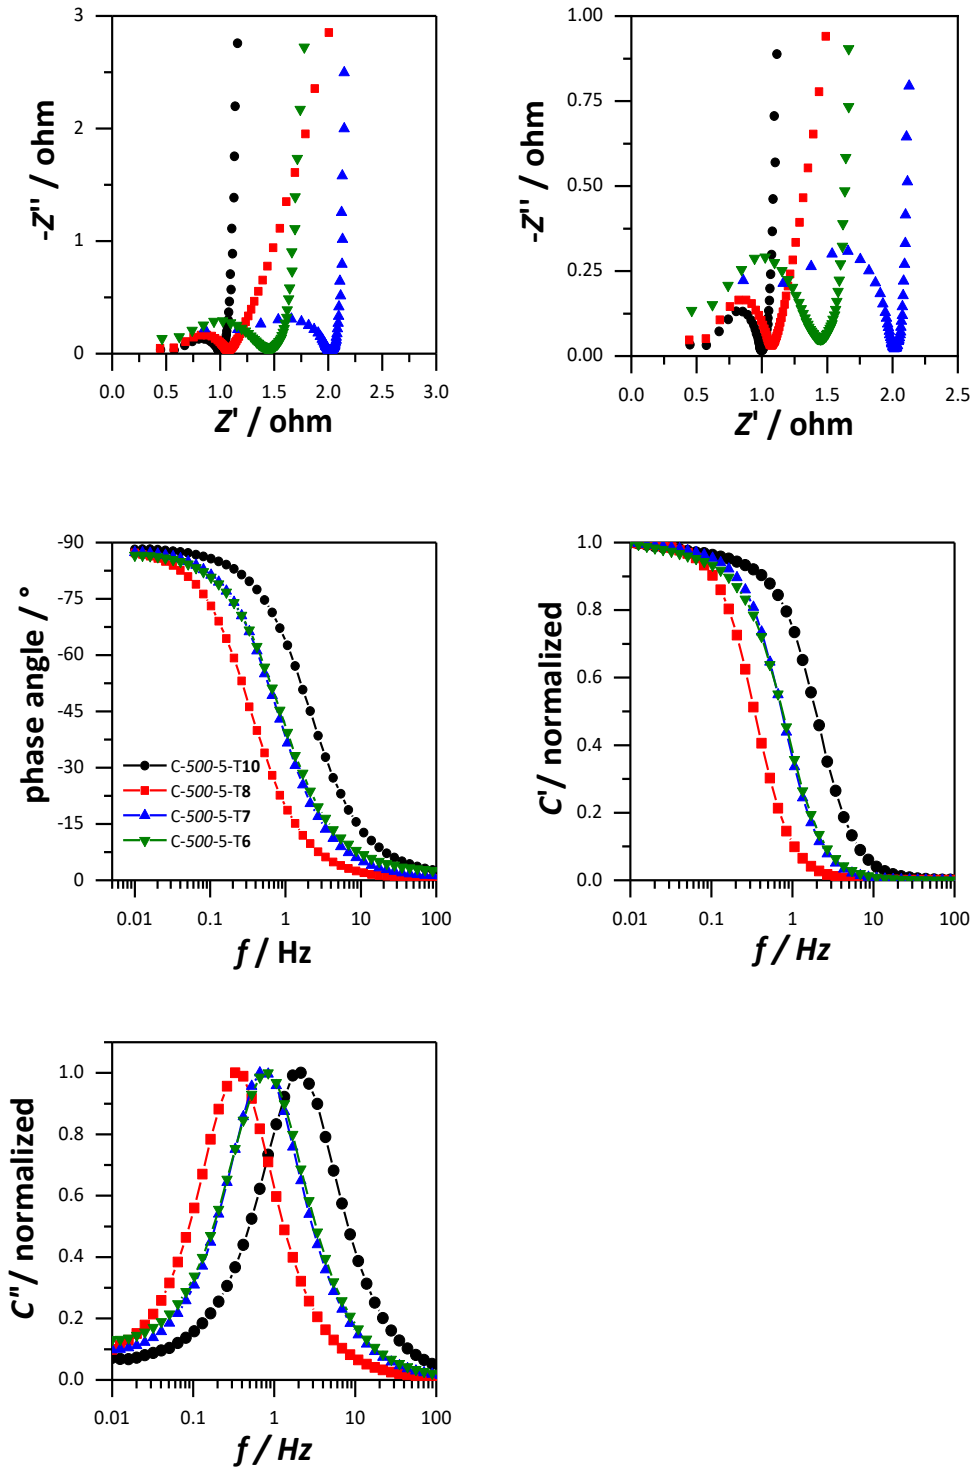 3
2
1
0
-Z'' / ohm
0.0 0.5 1.0 1.5 2.0 2.5 3.0
Z' / ohm
1.00
0.75
0.50
0.25
0.00
-Z'' / ohm
0.0 0.5 1.0 1.5 2.0 2.5
Z' / ohm
-90
-75
-60
-45
-30
-15
0
phase angle / °
C-500-5-T10
C-500-5-T8
C-500-5-T7
C-500-5-T6
0.01 0.1 1 10 100
f / Hz
1.0
0.8
0.6
0.4
0.2
0.0
C'/ normalized
0.01 0.1 1 10 100
f / Hz
1.0
0.8
0.6
0.4
0.2
0.0
C"/ normalized
0.01 0.1 1 10 100
f / Hz